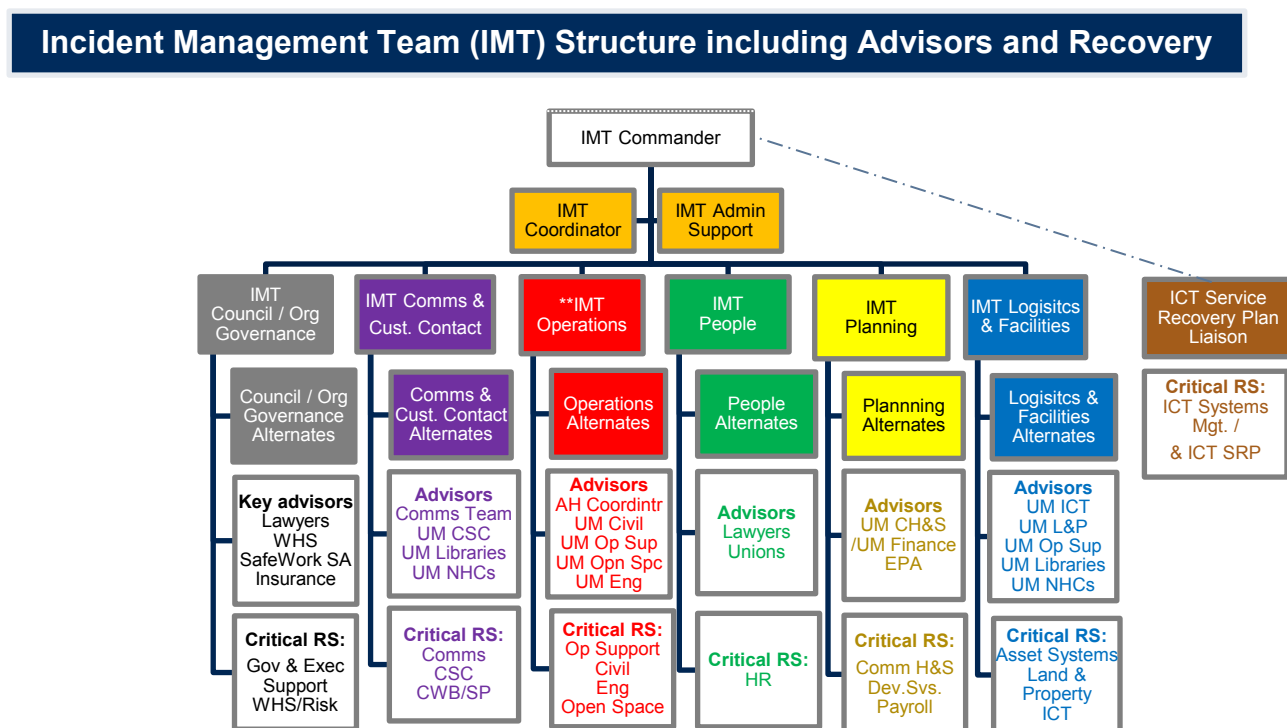 Incident Management Team (IMT) Structure including Advisors and Recovery
IMT Commander
IMT
Coordinator
IMT Admin
Support
IMT
Council / Org
Governance
IMT Comms &
Cust. Contact
**IMT
Operations
IMT
People
IMT
Planning
IMT Logisitcs
& Facilities
ICT Service
Recovery Plan
Liaison
Council / Org
Governance
Alternates
Comms &
Cust. Contact
Alternates
Operations
Alternates
People
Alternates
Plannning
Alternates
Logisitcs &
Facilities
Alternates
Critical RS:
ICT Systems
Mgt. /
& ICT SRP
Key advisors
Lawyers
WHS
SafeWork SA
Insurance
Advisors
Comms Team
UM CSC
UM Libraries
UM NHCs
Advisors
AH Coordintr
UM Civil
UM Op Sup
UM Opn Spc
UM Eng
Advisors
Lawyers
Unions
Advisors
UM CH&S
/UM Finance
EPA
Advisors
UM ICT
UM L&P
UM Op Sup
UM Libraries
UM NHCs
Critical RS:
Gov & Exec
Support
WHS/Risk
Critical RS:
Comms
CSC
CWB/SP
Critical RS:
Op Support
Civil
Eng
Open Space
Critical RS:
HR
Critical RS:
Comm H&S
Dev.Svs.
Payroll
Critical RS:
Asset Systems
Land &
Property
ICT